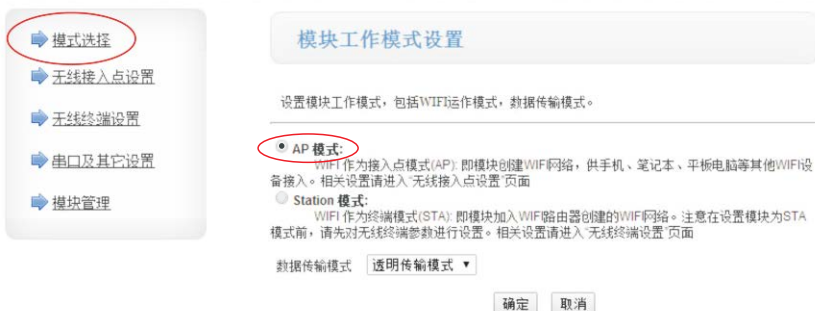 模式选择
无线接入点设置
无线终端设置
串口及其它设置
模块管理
模块工作模式设置
设置模块工作模式，包括WIFI运作模式，数据传输模式。
AP 模式:
WIFI 作为接入点模式(AP): 即模块创建WIFI网络，供手机、笔记本、平板电脑等其他WIFI设
备接入。相关设置请进入“无线接入点设置”页面
Station 模式:
WIFI 作为终端模式(STA): 即模块加入WIFI路由器创建的WIFI网络。注意在设置模块为STA
模式前，请先对无线终端参数进行设置。相关设置请进入“无线终端设置”页面
数据传输模式 透明传输模式
确定 取消